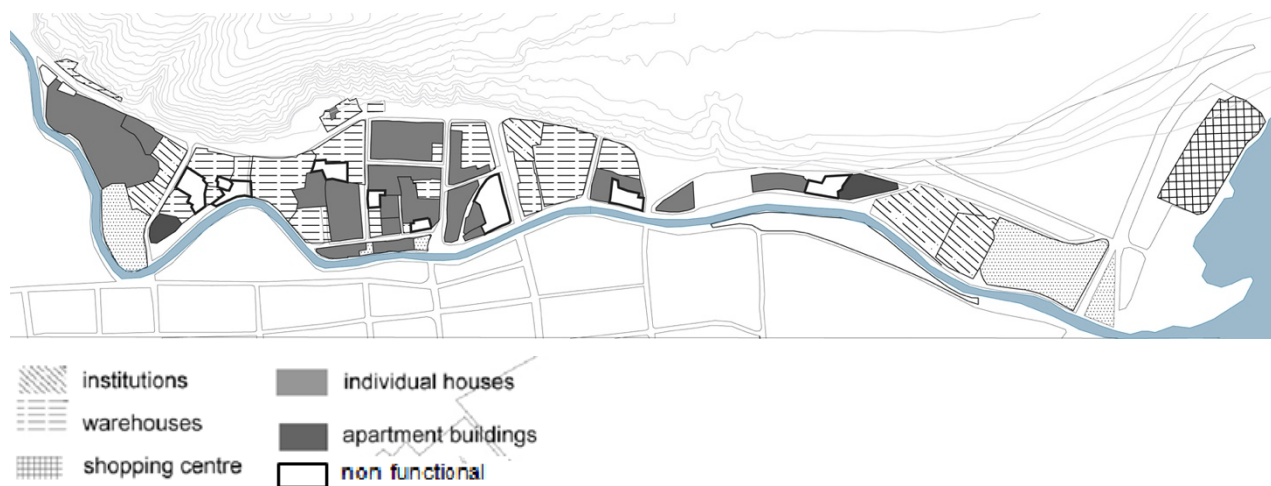 institutions
warehouses
shopping centre
individual houses
apartment buildings
non functional